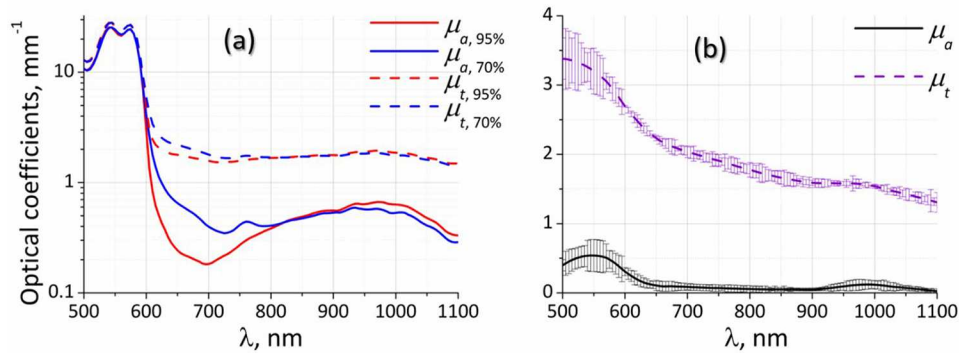 (a)
μa, 95%
μa, 70%
μt, 95%
μt, 70%
Optical coefficients, mm-1
10
1
0.1
500 600 700 800 900 1000 1100
λ, nm
(b)
μa
μt
4
3
2
1
0
500 600 700 800 900 1000 1100
λ, nm